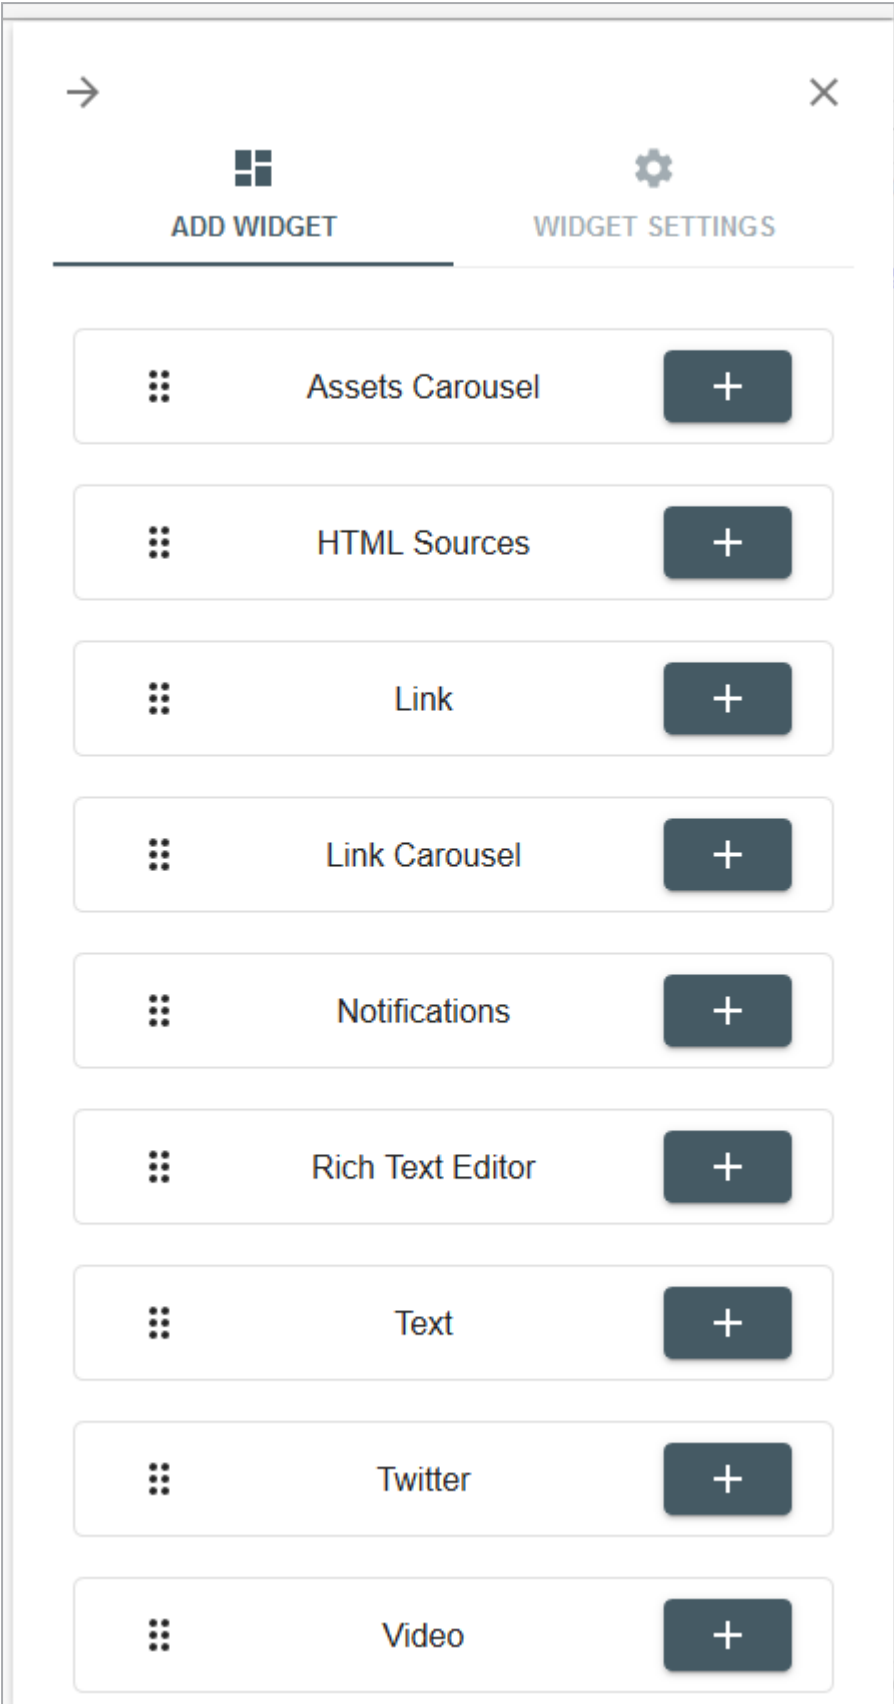 ADD WIDGET
WIDGET SETTINGS
Assets Carousel
HTML Sources
Link
Link Carousel
Notifications
Rich Text Editor
Text
Twitter
Video